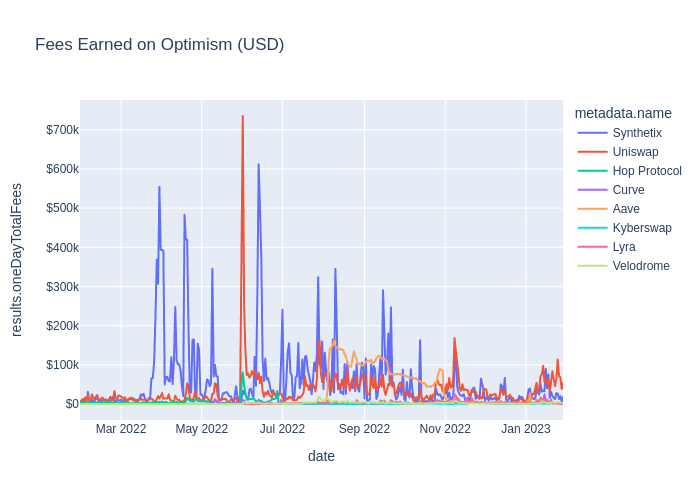 Fees Earned on Optimism (USD)
metadata.name
Synthetix
Uniswap
Hop Protocol
Curve
Aave
Kyberswap
Lyra
Velodrome
results.oneDayTotalFees
$700k
$600k
$500k
$400k
$300k
$200k
$100k
$0
Mar 2022
May 2022
Jul 2022
Sep 2022
Nov 2022
Jan 2023
date